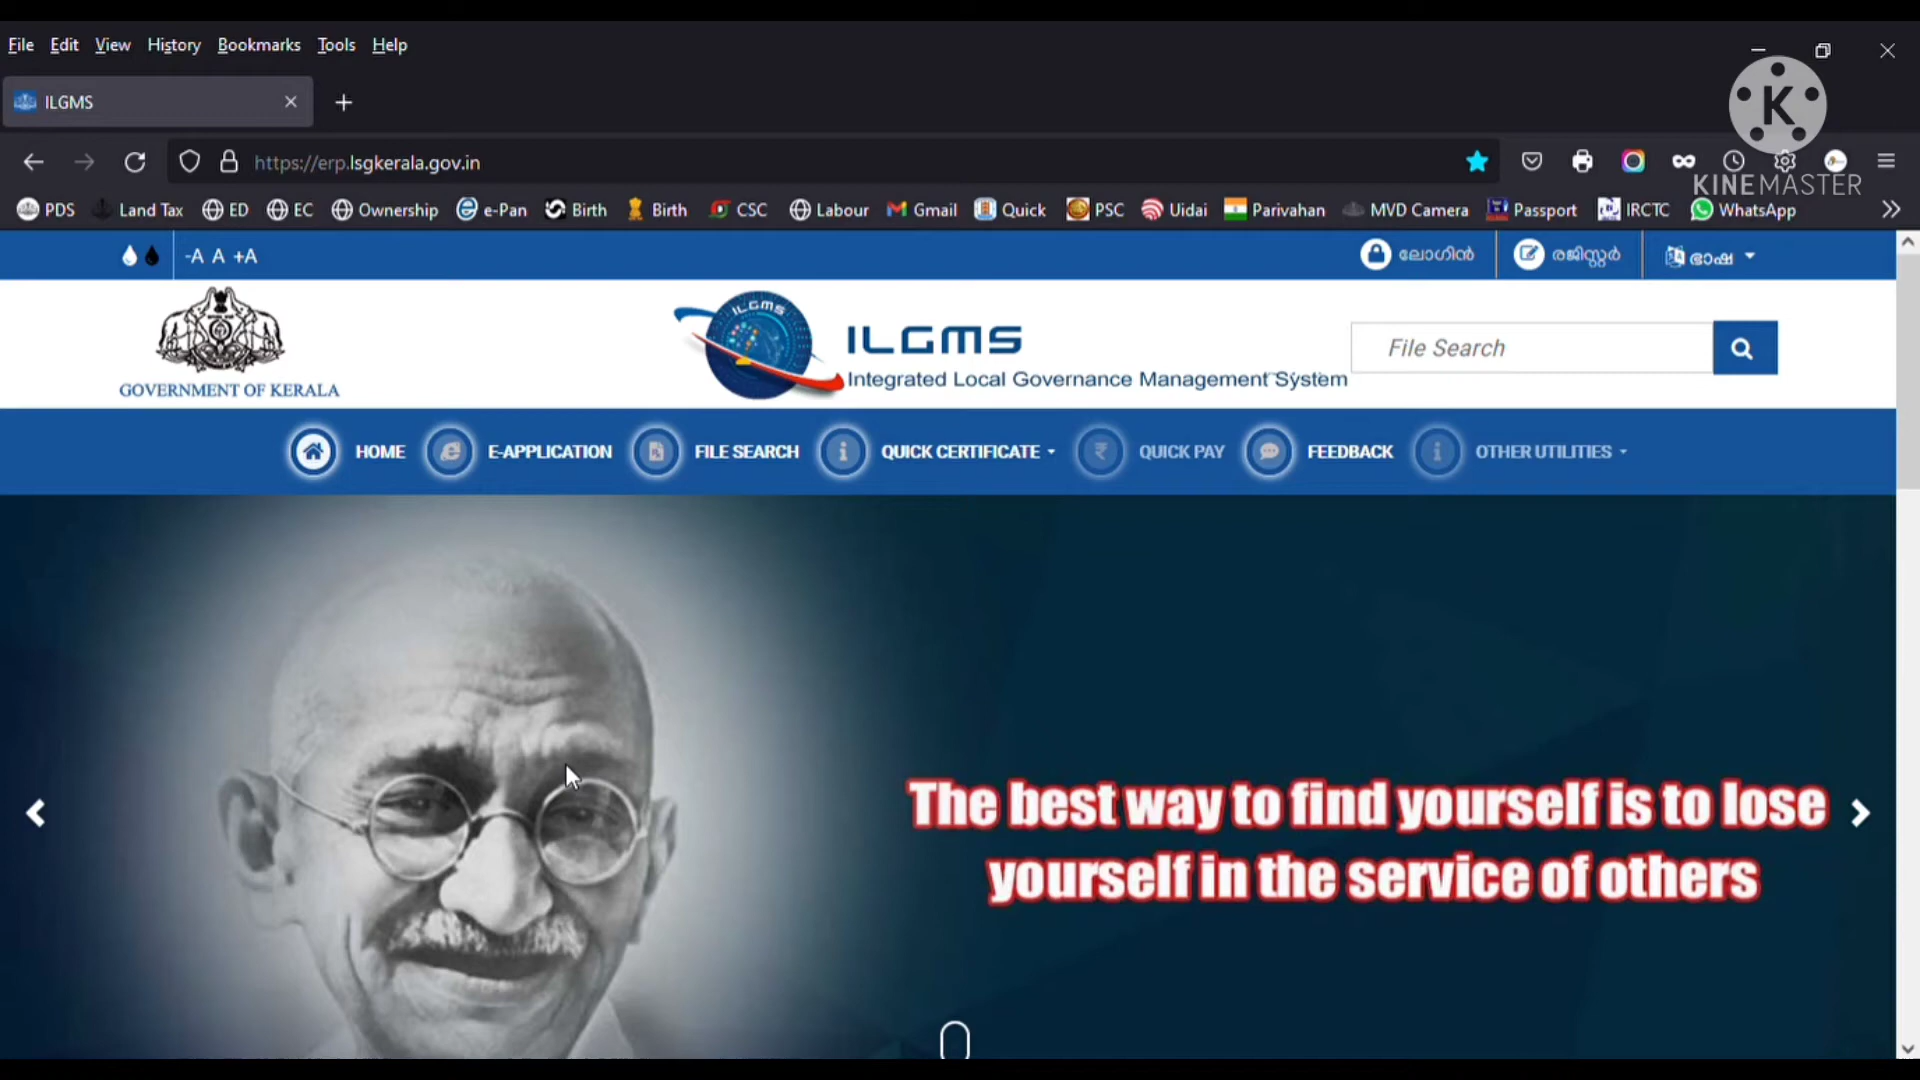 File Edit View History Bookmarks Tools Help
ILGMS
https://erp.lsgkerala.gov.in
K
KINEMASTER
PDS Land Tax ED EC Ownership e-Pan Birth Birth CSC Labour Gmail Quick PSC Uidai Parivahan MVD Camera Passport IRCTC WhatsApp
-A A +A
ലോഗിൻ രജിസ്റ്റർ ഭാഷ
GOVERNMENT OF KERALA
ILGMS
ILGMS
Integrated Local Governance Management System
File Search
HOME E-APPLICATION FILE SEARCH QUICK CERTIFICATE QUICK PAY FEEDBACK OTHER UTILITIES
The best way to find yourself is to lose
yourself in the service of others